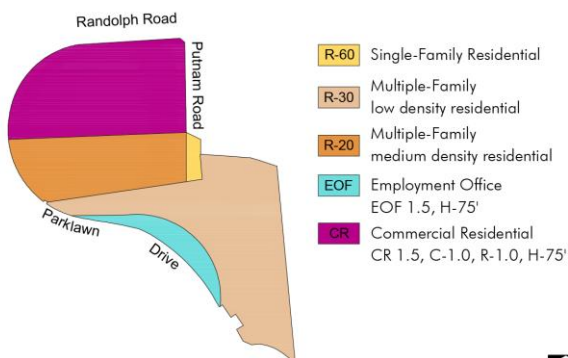 Randolph Road
Putnam Road
Parklawn
Drive
R-60 Single-Family Residential
R-30 Multiple-Family
low density residential
R-20 Multiple-Family
medium density residential
EOF Employment Office
EOF 1.5, H-75'
CR Commercial Residential
CR 1.5, C-1.0, R-1.0, H-75'